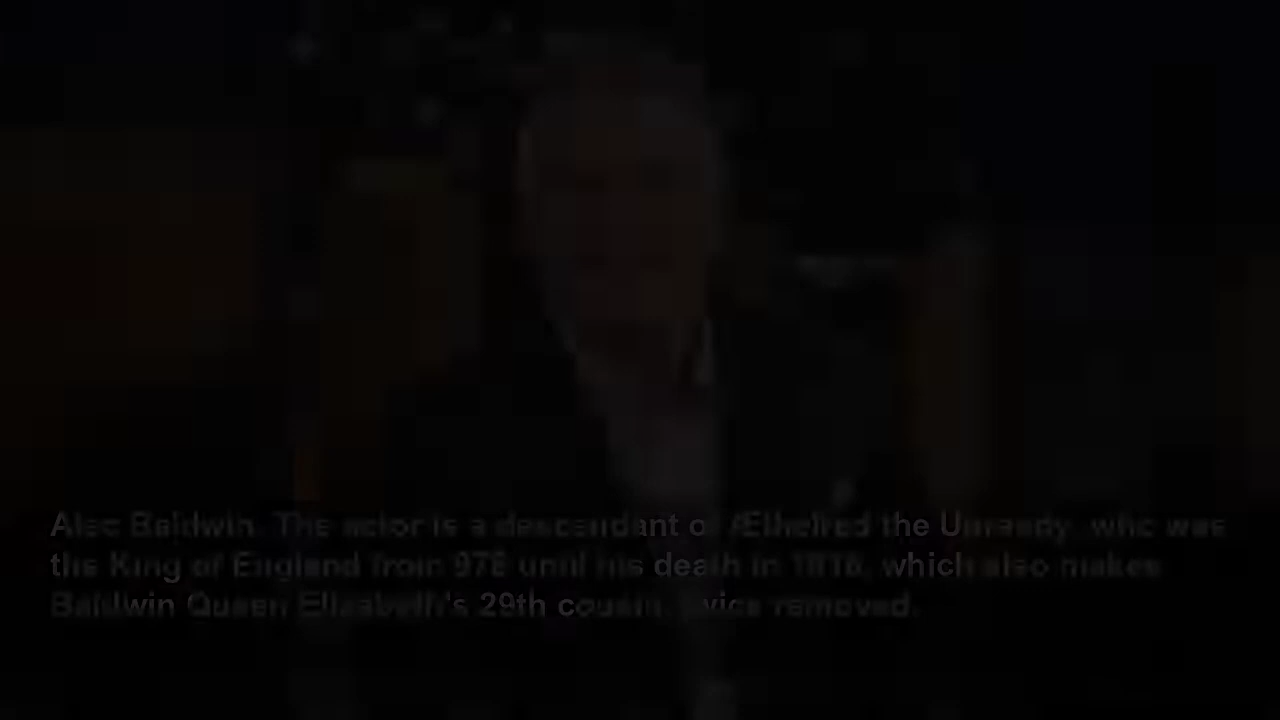 Alec Baldwin. The actor is a descendant of Æthelred the Unready, who was
the King of England from 978 until his death in 1016, which also makes
Baldwin Queen Elizabeth's 29th cousin, twice removed.